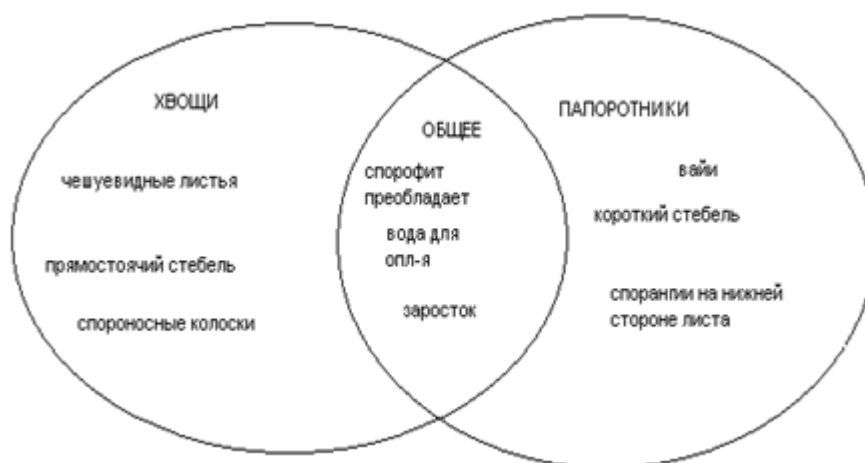 ХВОЩИ
чешуевидные листья
прямостоячий стебель
спороносные колоски
ОБЩЕЕ
спорофит
преобладает
вода для
опл-я
заросток
ПАПОРОТНИКИ
вайи
короткий стебель
спорангии на нижней
стороне листа